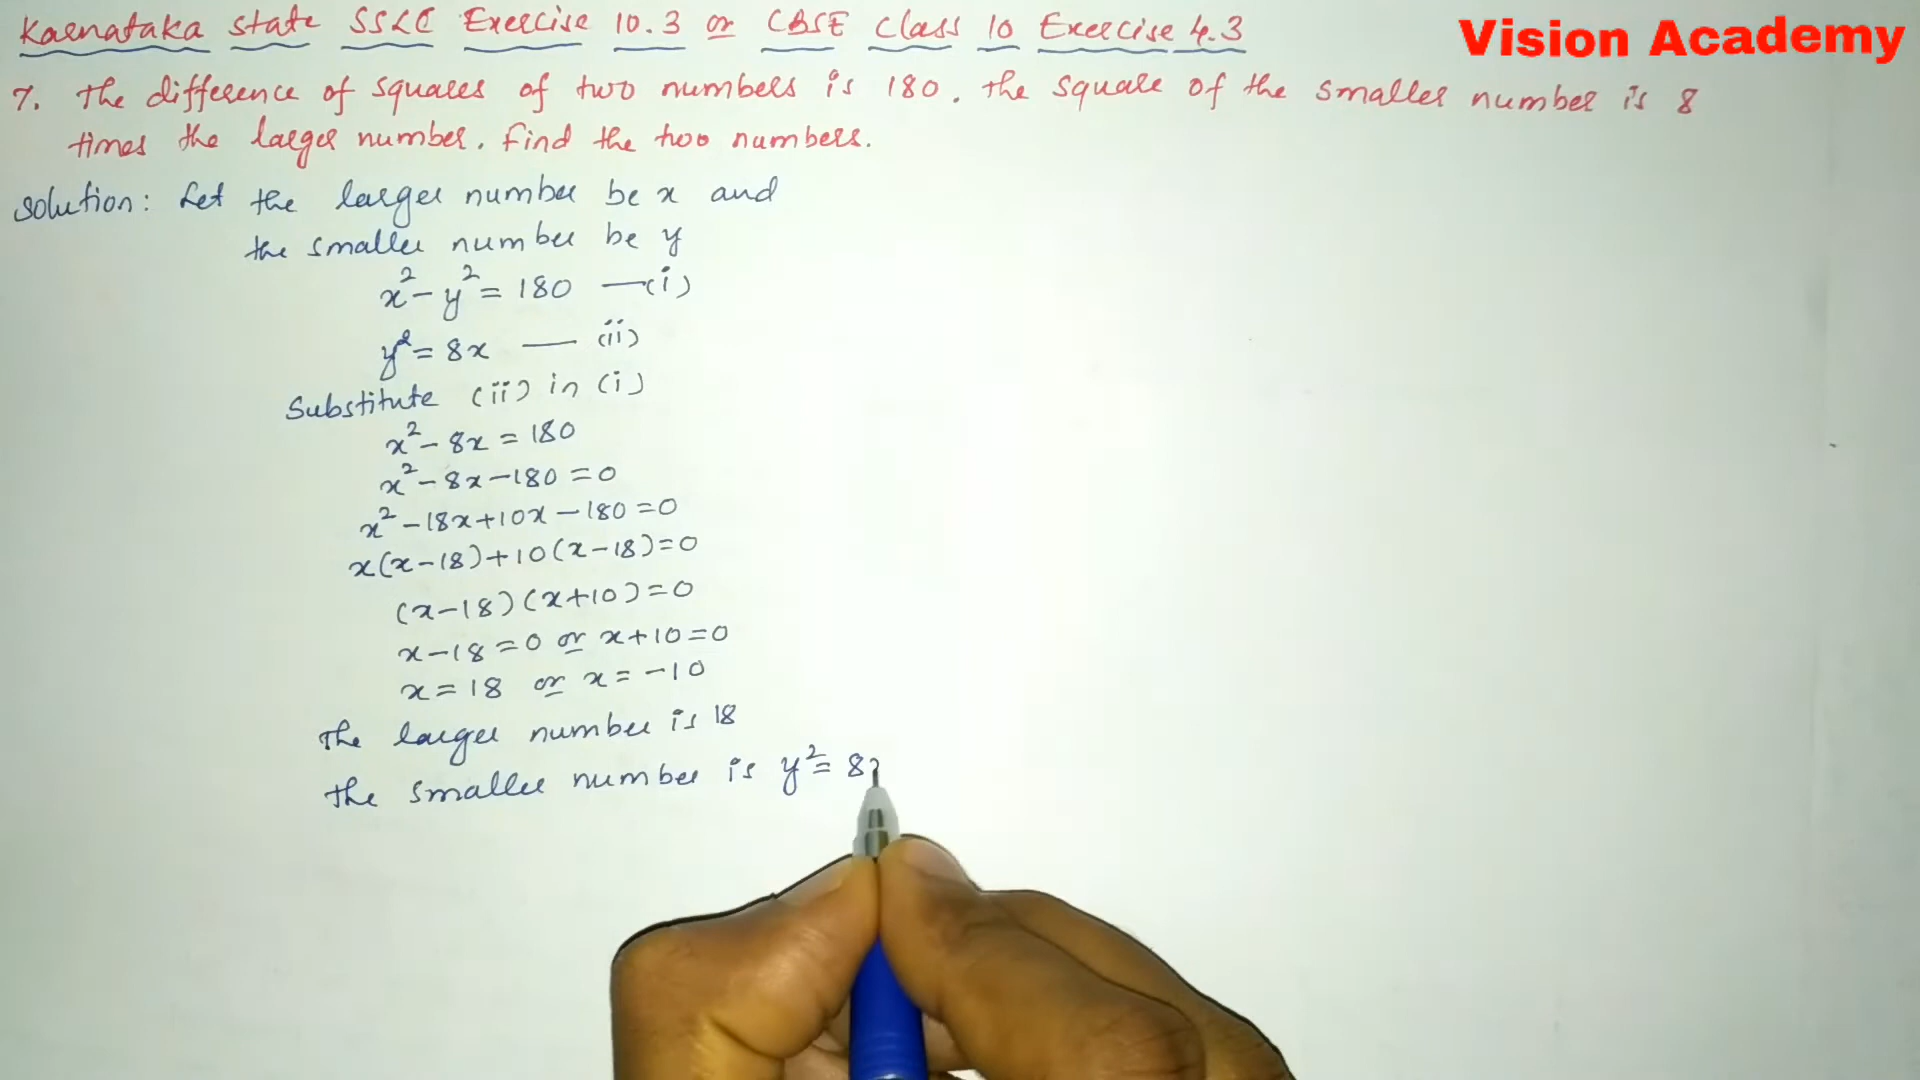 Karnataka state SSLC Exercise 10.3 or CBSE Class 10 Exercise 4.3
Vision Academy
7. The difference of squares of two numbers is 180. The square of the smaller number is 8
times the larger number. Find the two numbers.
Solution: Let the larger number be x and
the smaller number be y
x² - y² = 180 —(i)
y² = 8x — (ii)
Substitute (ii) in (i)
x² - 8x = 180
x² - 8x - 180 = 0
x² - 18x + 10x - 180 = 0
x(x-18) + 10(x-18) = 0
(x-18)(x+10) = 0
x - 18 = 0 or x + 10 = 0
x = 18 or x = -10
The larger number is 18
The smaller number is y² = 8